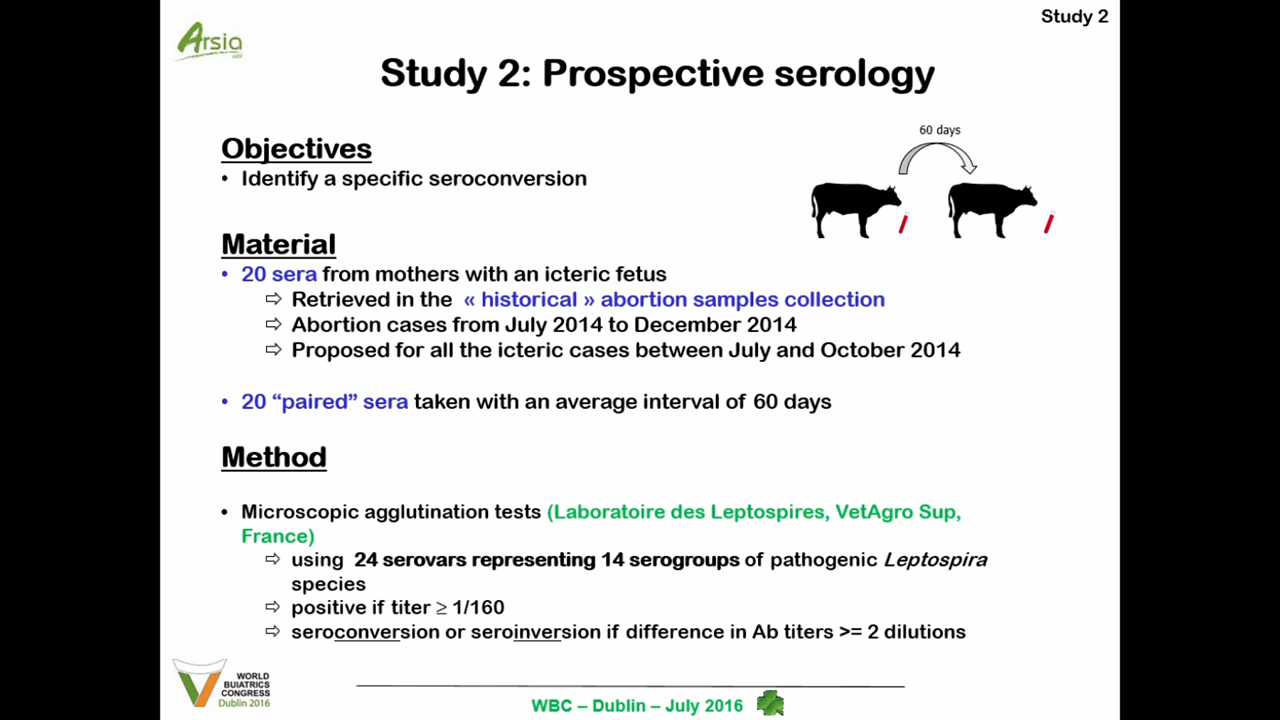 Study 2
Arsia
Study 2: Prospective serology
60 days
Objectives
• Identify a specific seroconversion
Material
• 20 sera from mothers with an icteric fetus
⇨ Retrieved in the « historical » abortion samples collection
⇨ Abortion cases from July 2014 to December 2014
⇨ Proposed for all the icteric cases between July and October 2014
• 20 “paired” sera taken with an average interval of 60 days
Method
• Microscopic agglutination tests (Laboratoire des Leptospires, VetAgro Sup,
France)
⇨ using 24 serovars representing 14 serogroups of pathogenic Leptospira
species
⇨ positive if titer ≥ 1/160
⇨ seroconversion or seroinversion if difference in Ab titers >= 2 dilutions
WORLD
BUIATRICS
CONGRESS
Dublin 2016
WBC – Dublin – July 2016